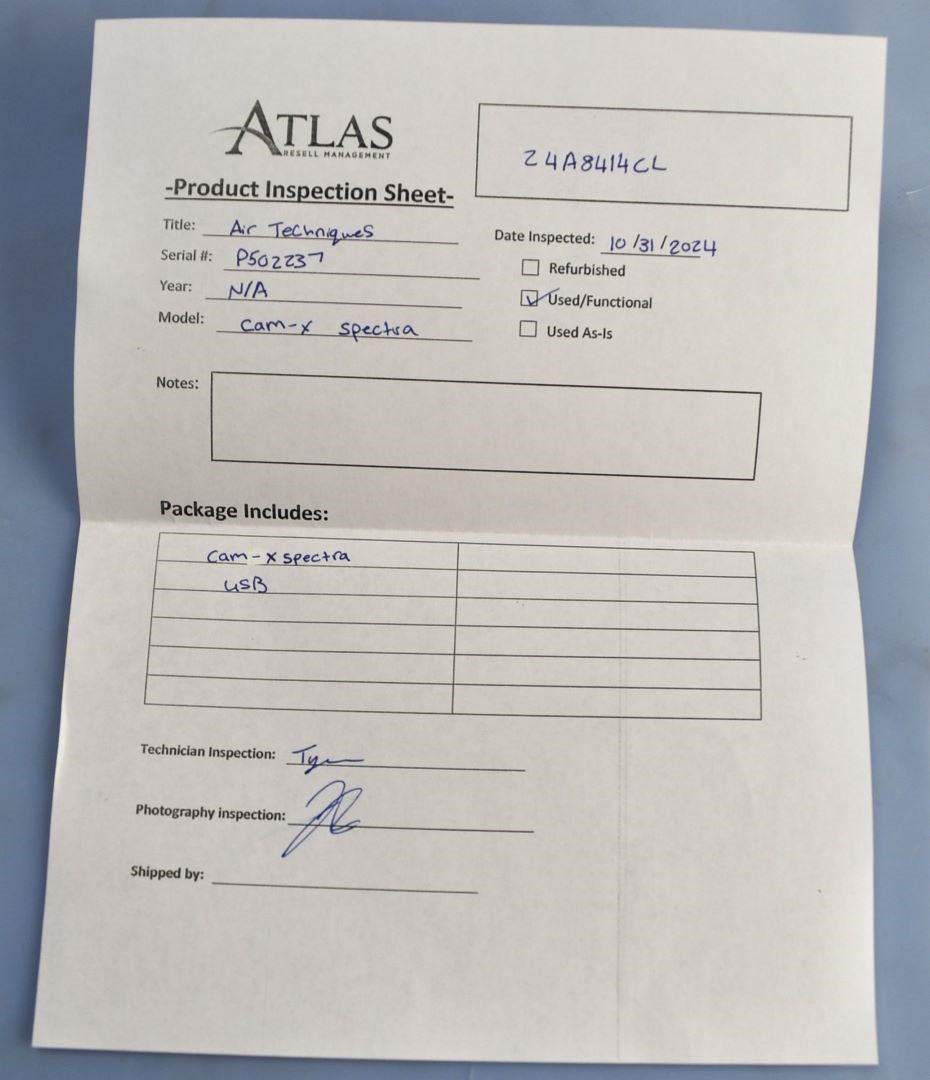 ATLAS
RESELL MANAGEMENT
24A8414CL
-Product Inspection Sheet-
Title: Air Techniques
Serial #: P502237
Year: N/A
Model: Cam-x spectra
Date Inspected: 10/31/2024
Refurbished
Used/Functional
Used As-Is
Notes:
Package Includes:
Cam-x spectra
USB
Technician Inspection:
Photography inspection:
Shipped by: